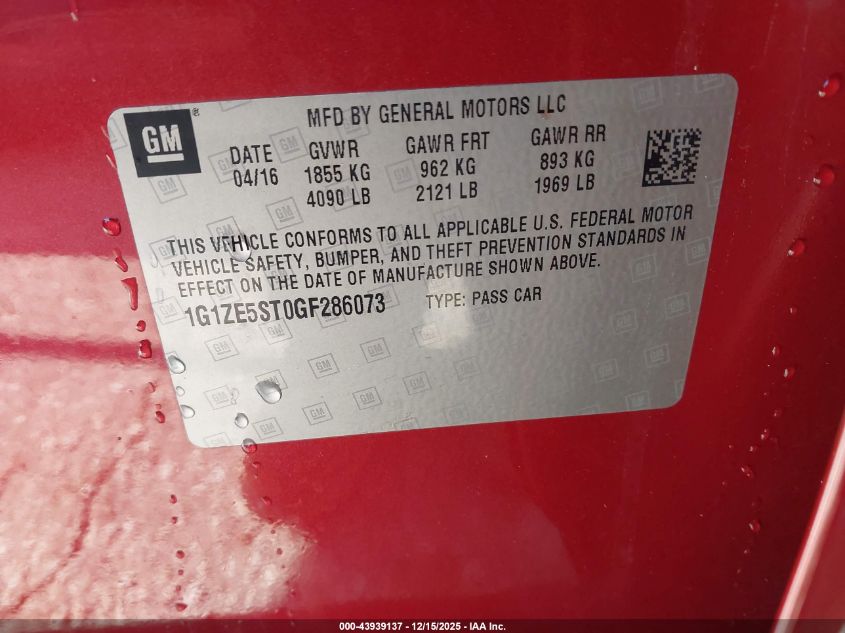 GM ®
MFD BY GENERAL MOTORS LLC
DATE GVWR GAWR FRT GAWR RR
04/16 1855 KG 962 KG 893 KG
4090 LB 2121 LB 1969 LB
THIS VEHICLE CONFORMS TO ALL APPLICABLE U.S. FEDERAL MOTOR
VEHICLE SAFETY, BUMPER, AND THEFT PREVENTION STANDARDS IN
EFFECT ON THE DATE OF MANUFACTURE SHOWN ABOVE.
1G1ZE5ST0GF286073 TYPE: PASS CAR
000-43939137 - 12/15/2025 - IAA Inc.